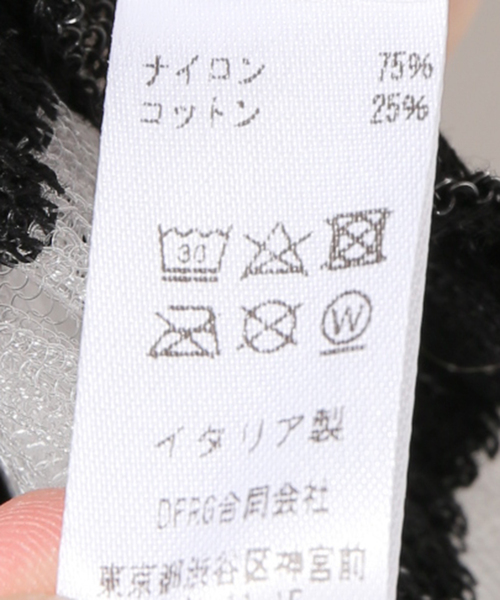 ナイロン 75%
コットン 25%
30
W
イタリア製
DFRG合同会社
東京都渋谷区神宮前